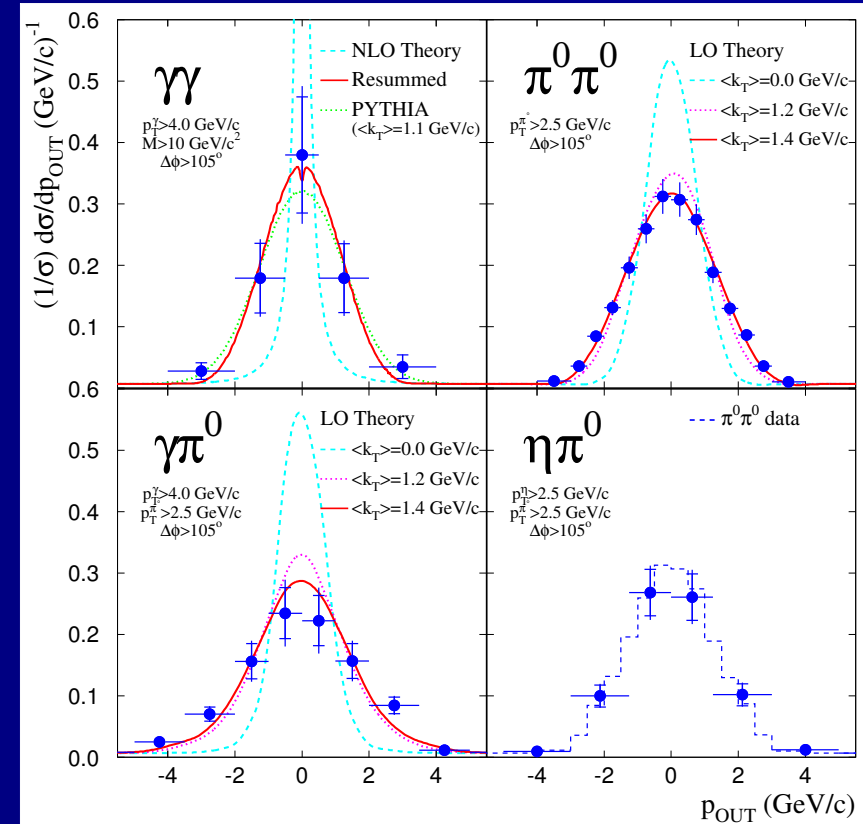 (1/σ) dσ/dp_OUT (GeV/c)^-1
0.6
0.5
0.4
0.3
0.2
0.1
γγ
p_T^γ>4.0 GeV/c
M>10 GeV/c^2
Δϕ>105°
NLO Theory
Resummed
PYTHIA
(<k_T>=1.1 GeV/c)
π^0π^0
p_T^π°>2.5 GeV/c
Δϕ>105°
LO Theory
<k_T>=0.0 GeV/c
<k_T>=1.2 GeV/c
<k_T>=1.4 GeV/c
0.6
0.5
0.4
0.3
0.2
0.1
0.0
γπ^0
p_T^γ>4.0 GeV/c
p_T^π°>2.5 GeV/c
Δϕ>105°
LO Theory
<k_T>=0.0 GeV/c
<k_T>=1.2 GeV/c
<k_T>=1.4 GeV/c
ηπ^0
p_T^η>2.5 GeV/c
p_T^π°>2.5 GeV/c
Δϕ>105°
π^0π^0 data
-4 -2 0 2 4 -4 -2 0 2 4
p_OUT (GeV/c)